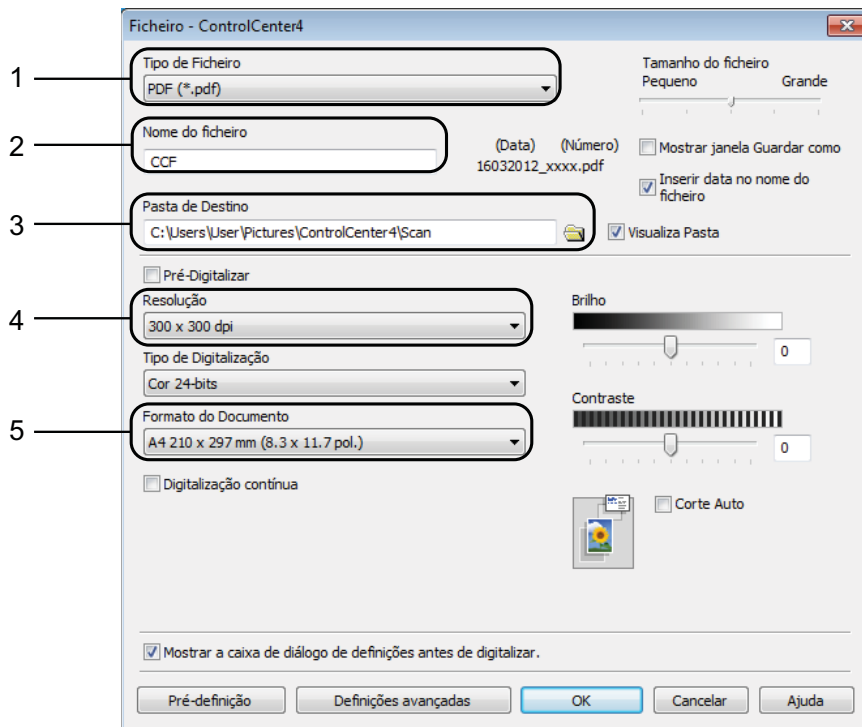 Ficheiro - ControlCenter4
1
Tipo de Ficheiro
PDF (*.pdf)
Tamanho do ficheiro
Pequeno Grande
2
Nome do ficheiro
CCF
(Data) (Número)
16032012_xxxx.pdf
Mostrar janela Guardar como
Inserir data no nome do
ficheiro
3
Pasta de Destino
C:\Users\User\Pictures\ControlCenter4\Scan
Visualiza Pasta
Pré-Digitalizar
4
Resolução
300 x 300 dpi
Brilho
0
Tipo de Digitalização
Cor 24-bits
Contraste
0
5
Formato do Documento
A4 210 x 297 mm (8.3 x 11.7 pol.)
Digitalização contínua
Corte Auto
Mostrar a caixa de diálogo de definições antes de digitalizar.
Pré-definição Definições avançadas OK Cancelar Ajuda